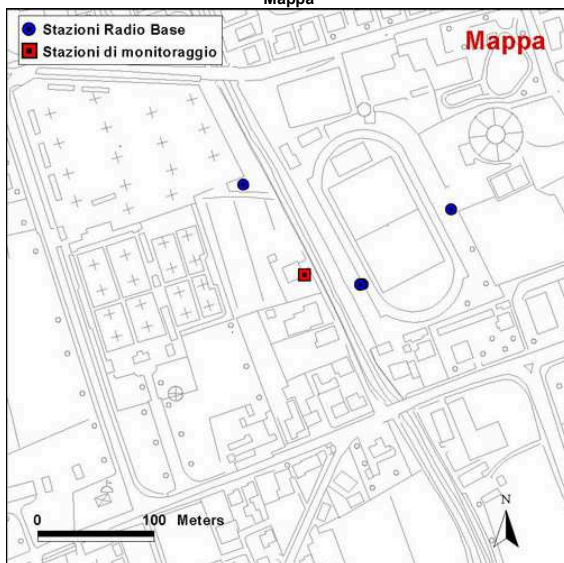 Mappa
Stazioni Radio Base
Stazioni di monitoraggio
Mappa
N
0 100 Meters